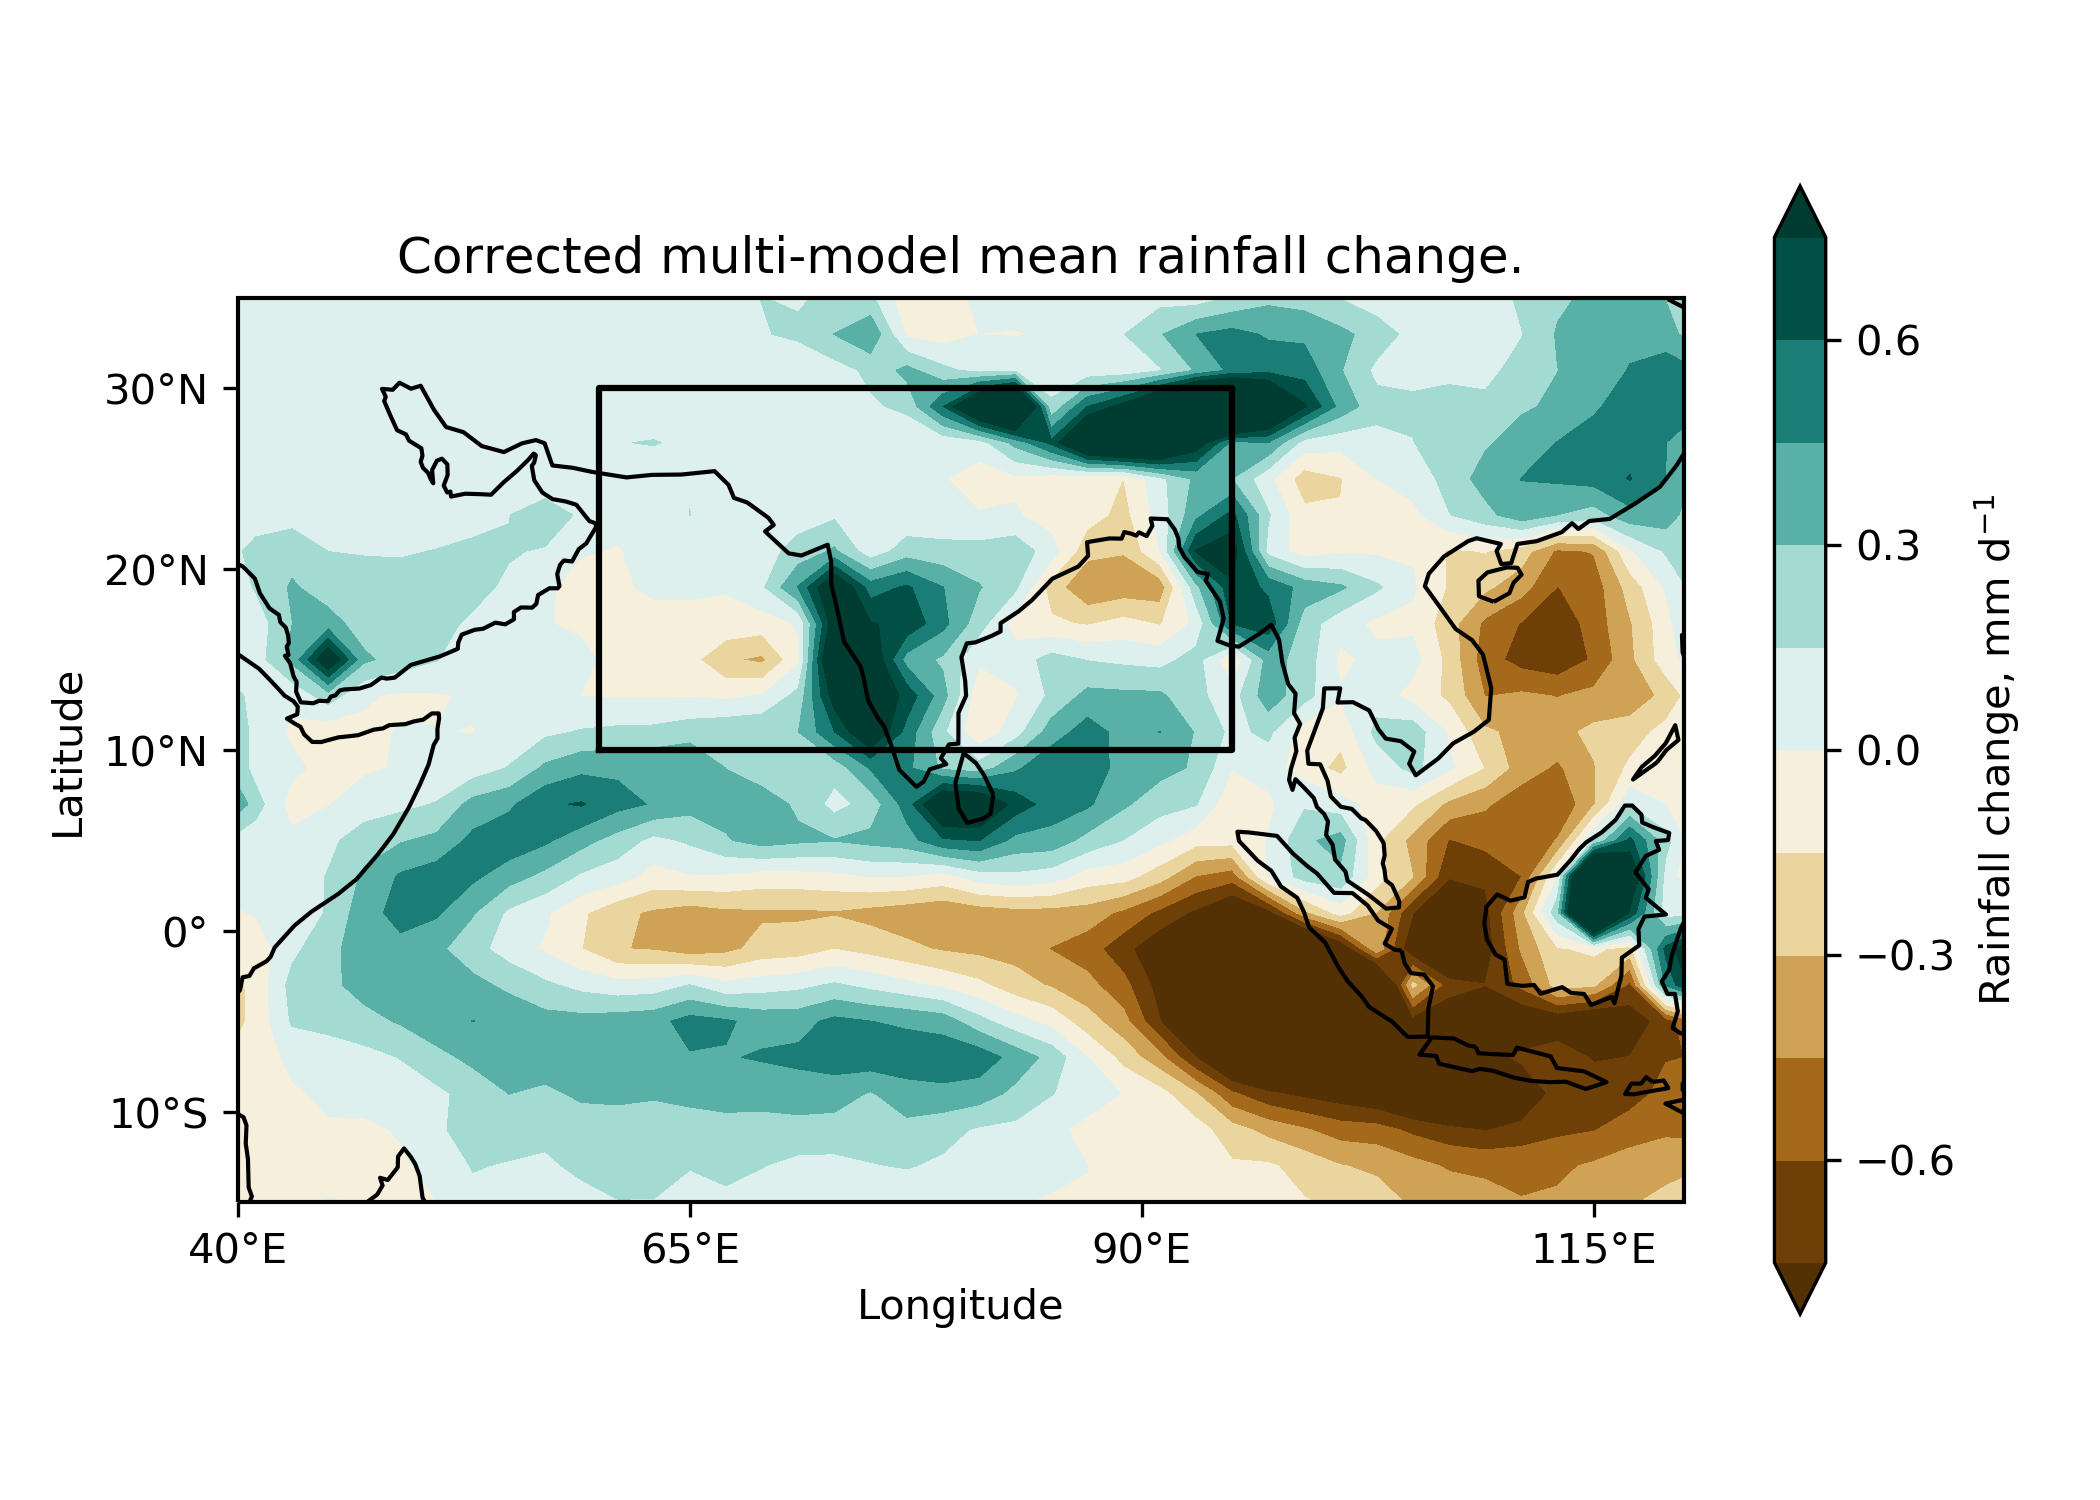 Corrected multi-model mean rainfall change.
30°N
20°N
10°N
0°
10°S
Latitude
40°E
65°E
90°E
115°E
Longitude
0.6
0.3
0.0
−0.3
−0.6
Rainfall change, mm d⁻¹